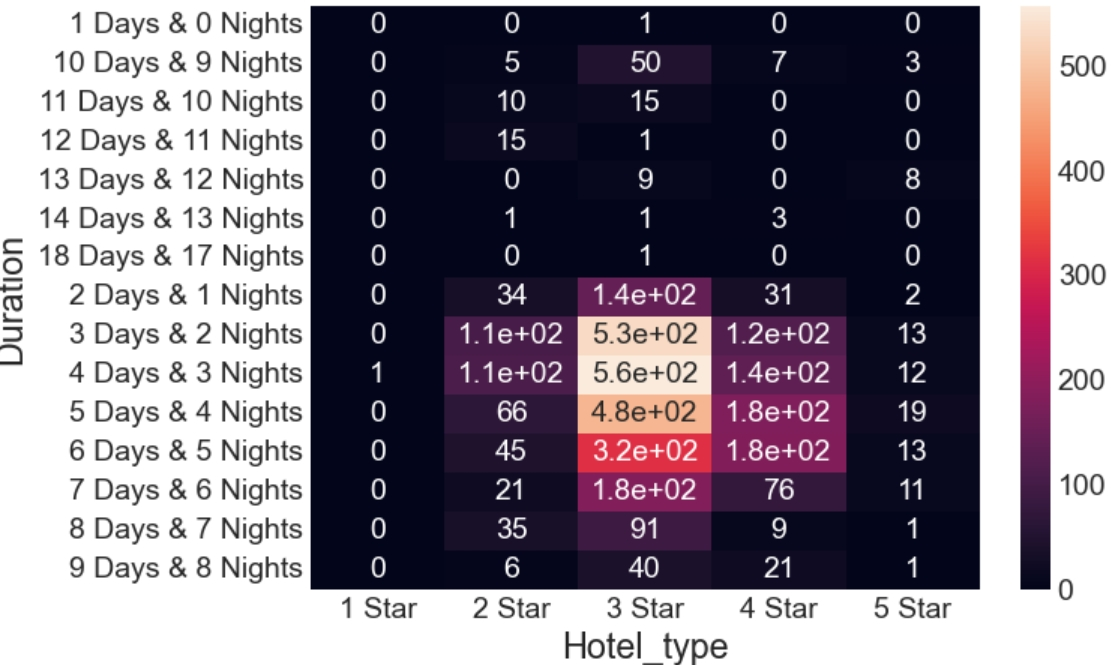 1 Days & 0 Nights 0 0 1 0 0
10 Days & 9 Nights 0 5 50 7 3
11 Days & 10 Nights 0 10 15 0 0
12 Days & 11 Nights 0 15 1 0 0
13 Days & 12 Nights 0 0 9 0 8
14 Days & 13 Nights 0 1 1 3 0
18 Days & 17 Nights 0 0 1 0 0
2 Days & 1 Nights 0 34 1.4e+02 31 2
3 Days & 2 Nights 0 1.1e+02 5.3e+02 1.2e+02 13
4 Days & 3 Nights 1 1.1e+02 5.6e+02 1.4e+02 12
5 Days & 4 Nights 0 66 4.8e+02 1.8e+02 19
6 Days & 5 Nights 0 45 3.2e+02 1.8e+02 13
7 Days & 6 Nights 0 21 1.8e+02 76 11
8 Days & 7 Nights 0 35 91 9 1
9 Days & 8 Nights 0 6 40 21 1
1 Star 2 Star 3 Star 4 Star 5 Star
Hotel_type
Duration
500
400
300
200
100
0